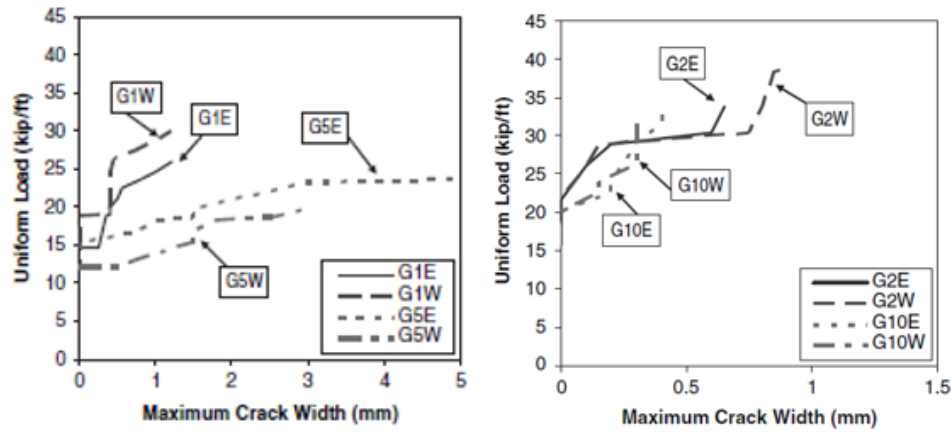 45
40
35
30
25
20
15
10
5
0
Uniform Load (kip/ft)
G1W
G1E
G5E
G5W
G1E
G1W
G5E
G5W
0 1 2 3 4 5
Maximum Crack Width (mm)
45
40
35
30
25
20
15
10
5
0
Uniform Load (kip/ft)
G2E
G2W
G10W
G10E
G2E
G2W
G10E
G10W
0 0.5 1 1.5
Maximum Crack Width (mm)